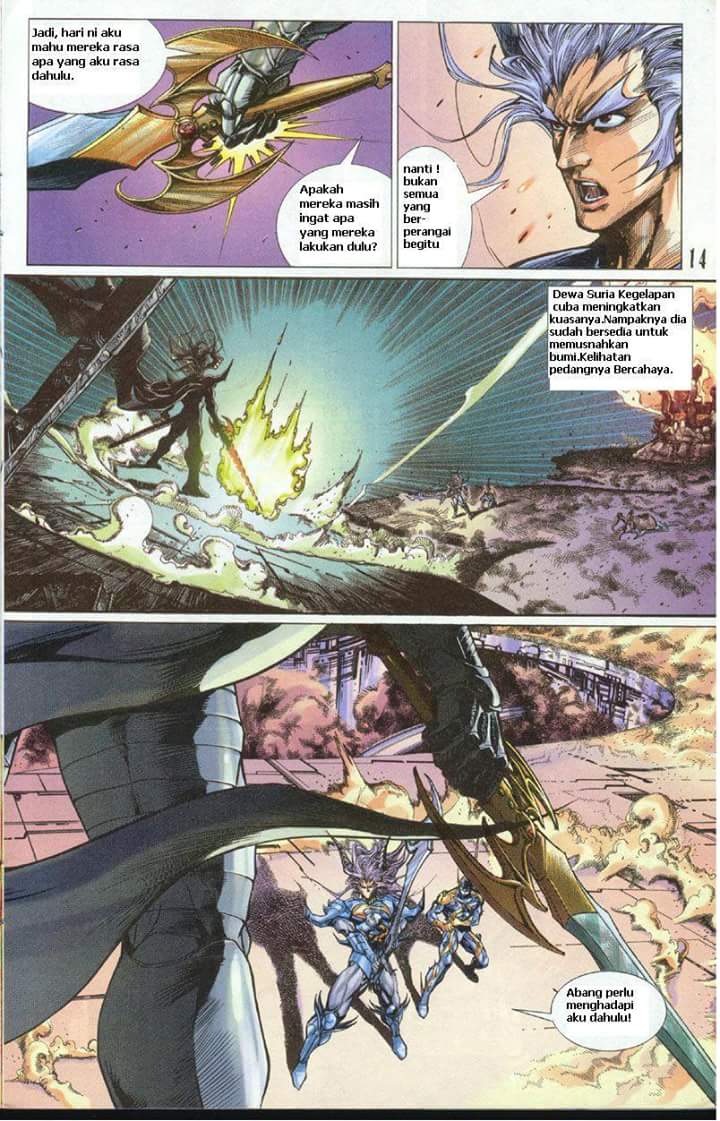 Jadi, hari ni aku
mahu mereka rasa
apa yang aku rasa
dahulu.
Apakah
mereka masih
ingat apa
yang mereka
lakukan dulu?
nanti !
bukan
semua
yang
ber-
perangai
begitu
14
Dewa Suria Kegelapan
cuba meningkatkan
kuasanya.Nampaknya dia
sudah bersedia untuk
memusnahkan
bumi.Kelihatan
pedangnya Bercahaya.
Abang perlu
menghadapi
aku dahulu!